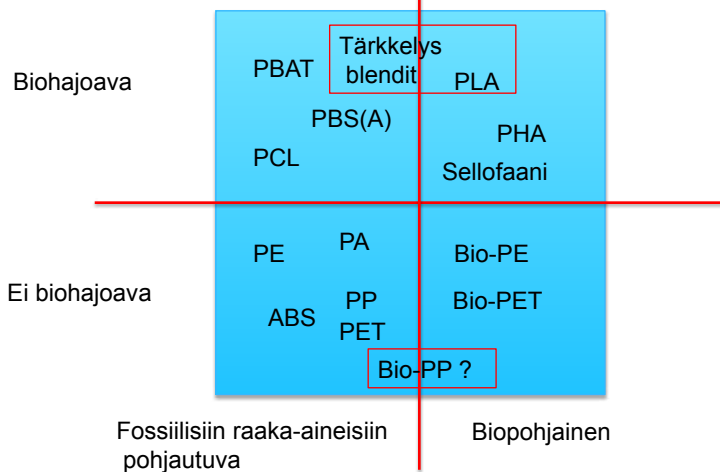 Tärkkelys
blendit
PBAT
PLA
Biohajoava
PBS(A)
PHA
PCL
Sellofaani
PA
PE
Bio-PE
Ei biohajoava
PP
Bio-PET
ABS
PET
Bio-PP ?
Fossiilisiin raaka-aineisiin
pohjautuva
Biopohjainen